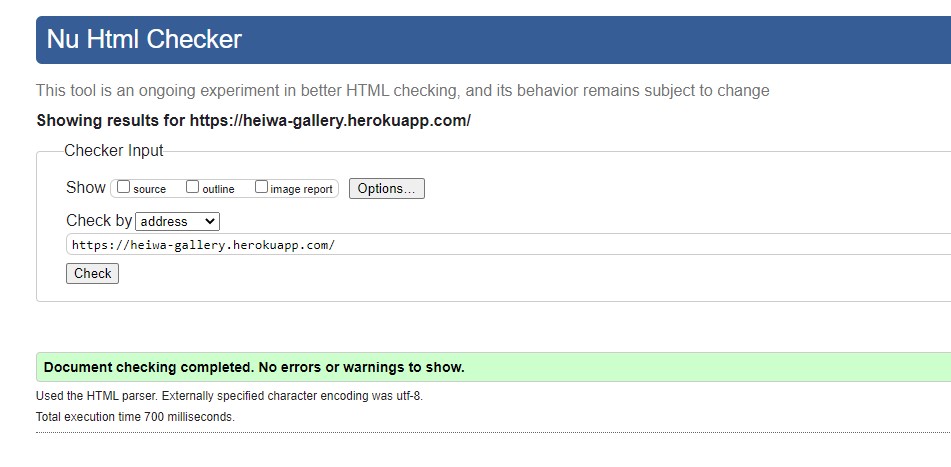 Nu Html Checker
This tool is an ongoing experiment in better HTML checking, and its behavior remains subject to change
Showing results for https://heiwa-gallery.herokuapp.com/
Checker Input
Show source outline image report Options...
Check by address
https://heiwa-gallery.herokuapp.com/
Check
Document checking completed. No errors or warnings to show.
Used the HTML parser. Externally specified character encoding was utf-8.
Total execution time 700 milliseconds.